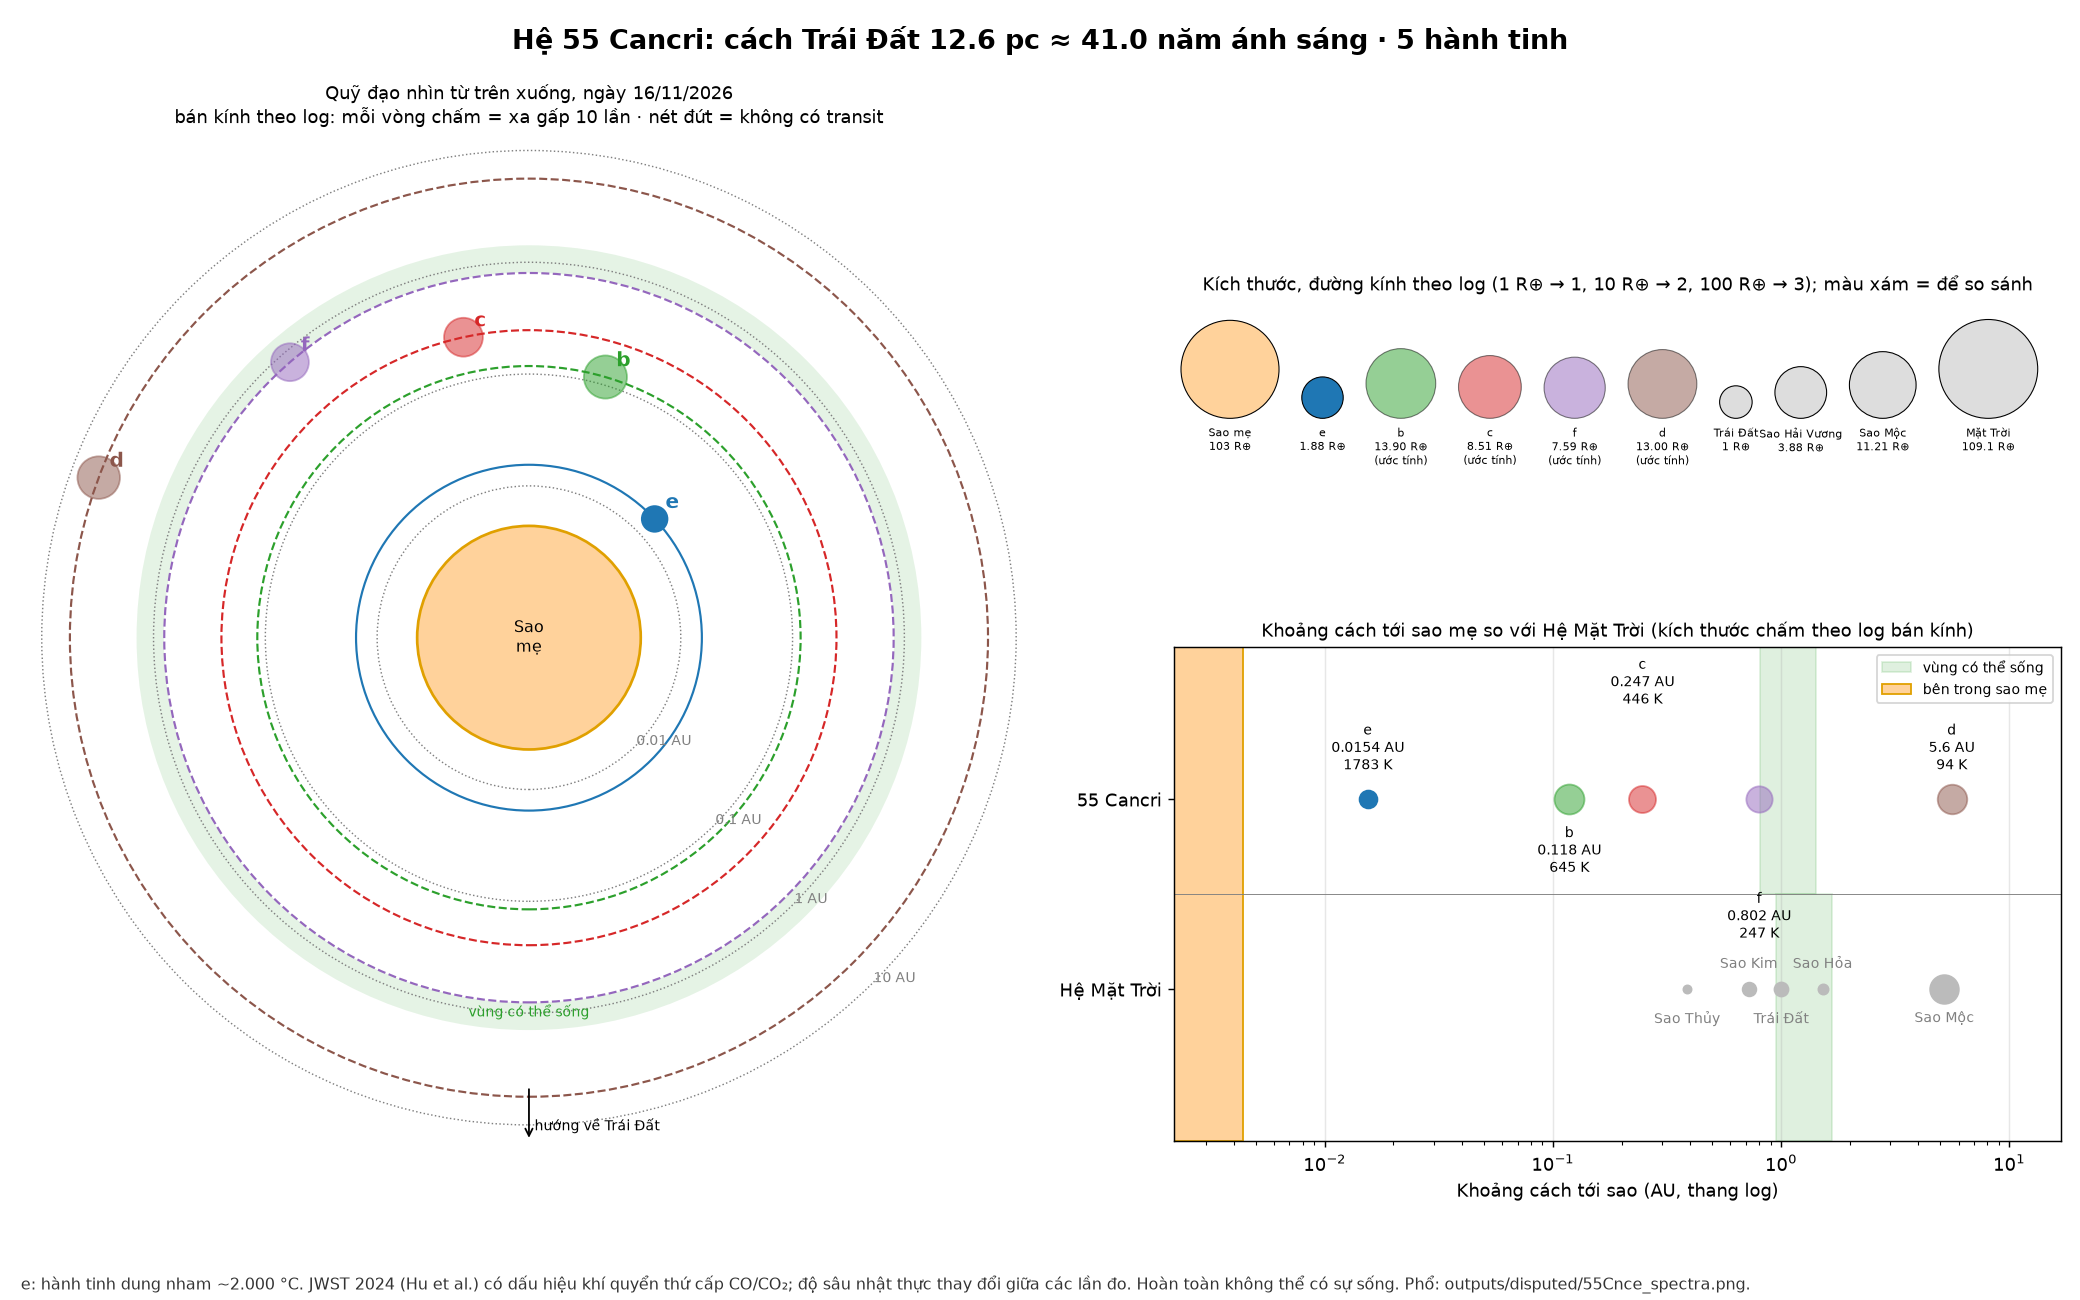 Hệ 55 Cancri: cách Trái Đất 12.6 pc ≈ 41.0 năm ánh sáng · 5 hành tinh
Quỹ đạo nhìn từ trên xuống, ngày 16/11/2026
bán kính theo log: mỗi vòng chấm = xa gấp 10 lần · nét đứt = không có transit
c
f
b
d
e
Sao
mẹ
0.01 AU
0.1 AU
1 AU
10 AU
vùng có thể sống
hướng về Trái Đất
Kích thước, đường kính theo log (1 R⊕ → 1, 10 R⊕ → 2, 100 R⊕ → 3); màu xám = để so sánh
Sao mẹ
103 R⊕
e
1.88 R⊕
b
13.90 R⊕
(ước tính)
c
8.51 R⊕
(ước tính)
f
7.59 R⊕
(ước tính)
d
13.00 R⊕
(ước tính)
Trái Đất
1 R⊕
Sao Hải Vương
3.88 R⊕
Sao Mộc
11.21 R⊕
Mặt Trời
109.1 R⊕
Khoảng cách tới sao mẹ so với Hệ Mặt Trời (kích thước chấm theo log bán kính)
vùng có thể sống
bên trong sao mẹ
c
0.247 AU
446 K
e
0.0154 AU
1783 K
d
5.6 AU
94 K
55 Cancri
b
0.118 AU
645 K
f
0.802 AU
247 K
Sao Kim
Sao Hỏa
Hệ Mặt Trời
Sao Thủy
Trái Đất
Sao Mộc
10⁻²
10⁻¹
10⁰
10¹
Khoảng cách tới sao (AU, thang log)
e: hành tinh dung nham ~2.000 °C. JWST 2024 (Hu et al.) có dấu hiệu khí quyển thứ cấp CO/CO₂; độ sâu nhật thực thay đổi giữa các lần đo. Hoàn toàn không thể có sự sống. Phổ: outputs/disputed/55Cnce_spectra.png.